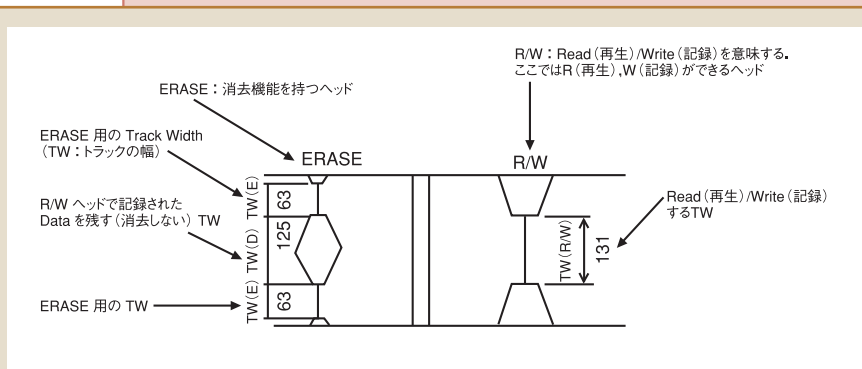 R/W：Read（再生）/Write（記録）を意味する.
ここではR（再生）,W（記録）ができるヘッド
ERASE：消去機能を持つヘッド
ERASE 用の Track Width
（TW：トラックの幅）
ERASE
R/W
R/W ヘッドで記録された
Data を残す（消去しない） TW
ERASE 用の TW
TW（E）
63
TW（D）
125
TW（E）
63
TW（R/W）
131
Read（再生）/Write（記録）
するTW